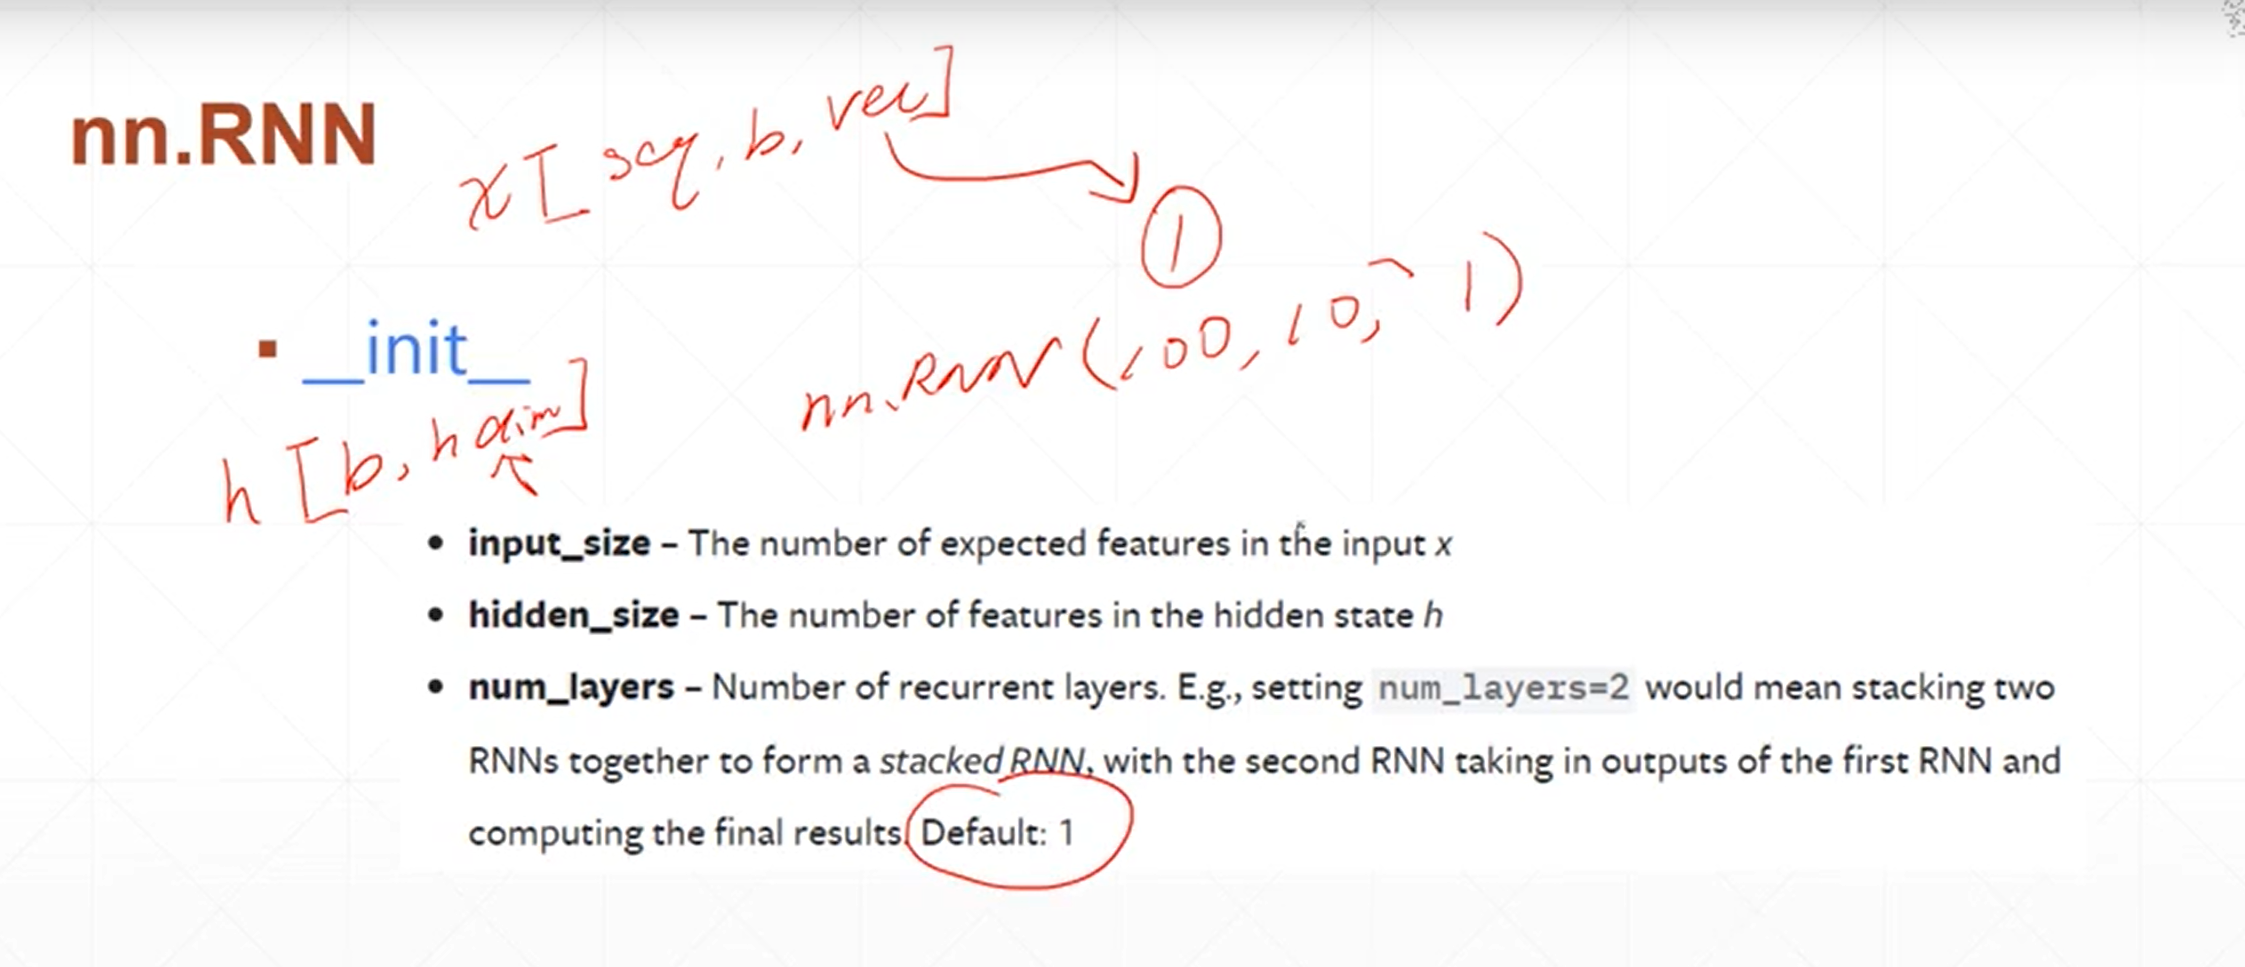 nn.RNN
x[seq, b, vec]
①
▪ __init__
nn.RNN(100, 10, 1)
h[b, h dim]
• input_size – The number of expected features in the input x
• hidden_size – The number of features in the hidden state h
• num_layers – Number of recurrent layers. E.g., setting num_layers=2 would mean stacking two
RNNs together to form a stacked RNN, with the second RNN taking in outputs of the first RNN and
computing the final results. Default: 1